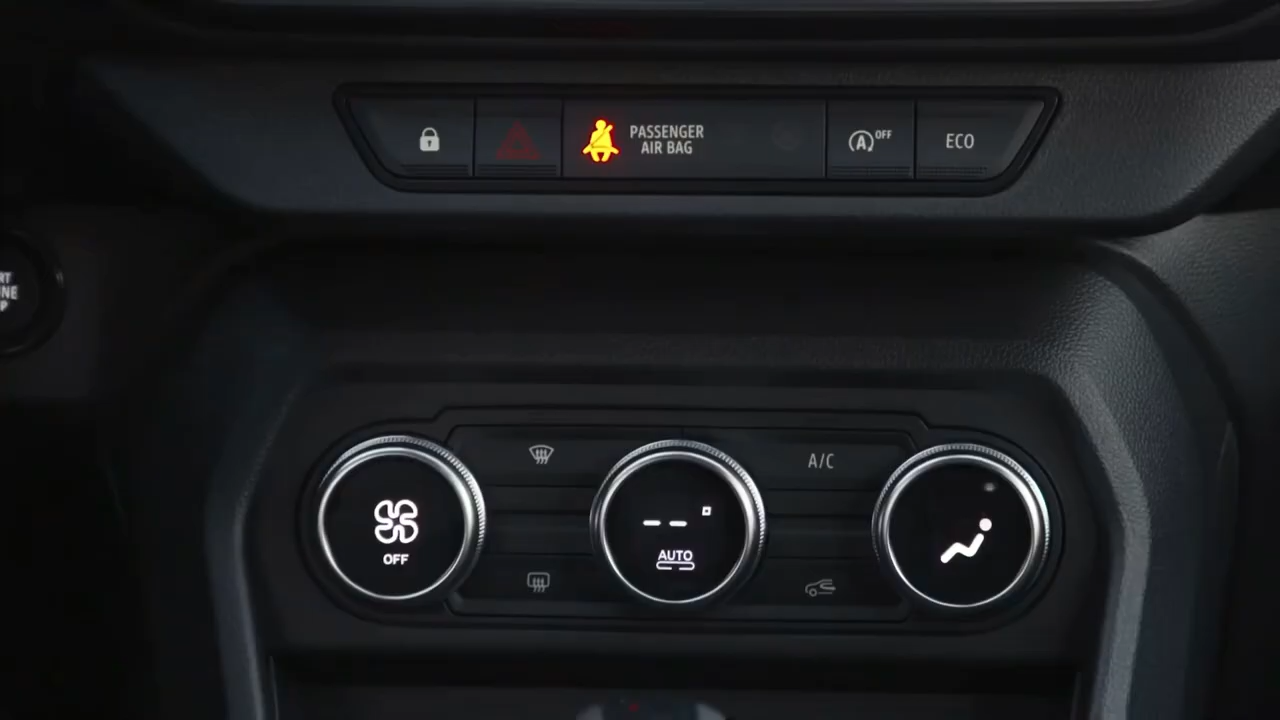 PASSENGER
AIR BAG
A OFF
ECO
A/C
OFF
AUTO